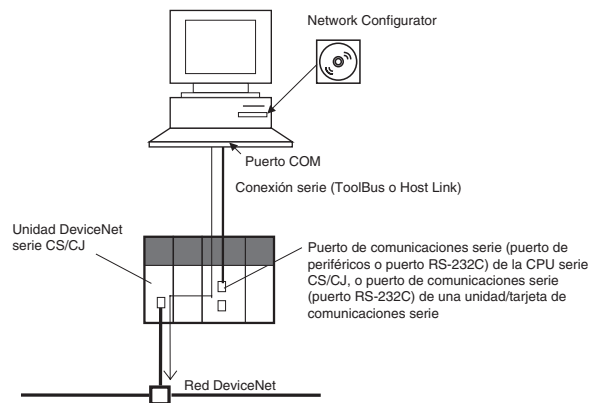 Network Configurator
Puerto COM
Conexión serie (ToolBus o Host Link)
Unidad DeviceNet
serie CS/CJ
Puerto de comunicaciones serie (puerto de
periféricos o puerto RS-232C) de la CPU serie
CS/CJ, o puerto de comunicaciones serie
(puerto RS-232C) de una unidad/tarjeta de
comunicaciones serie
Red DeviceNet